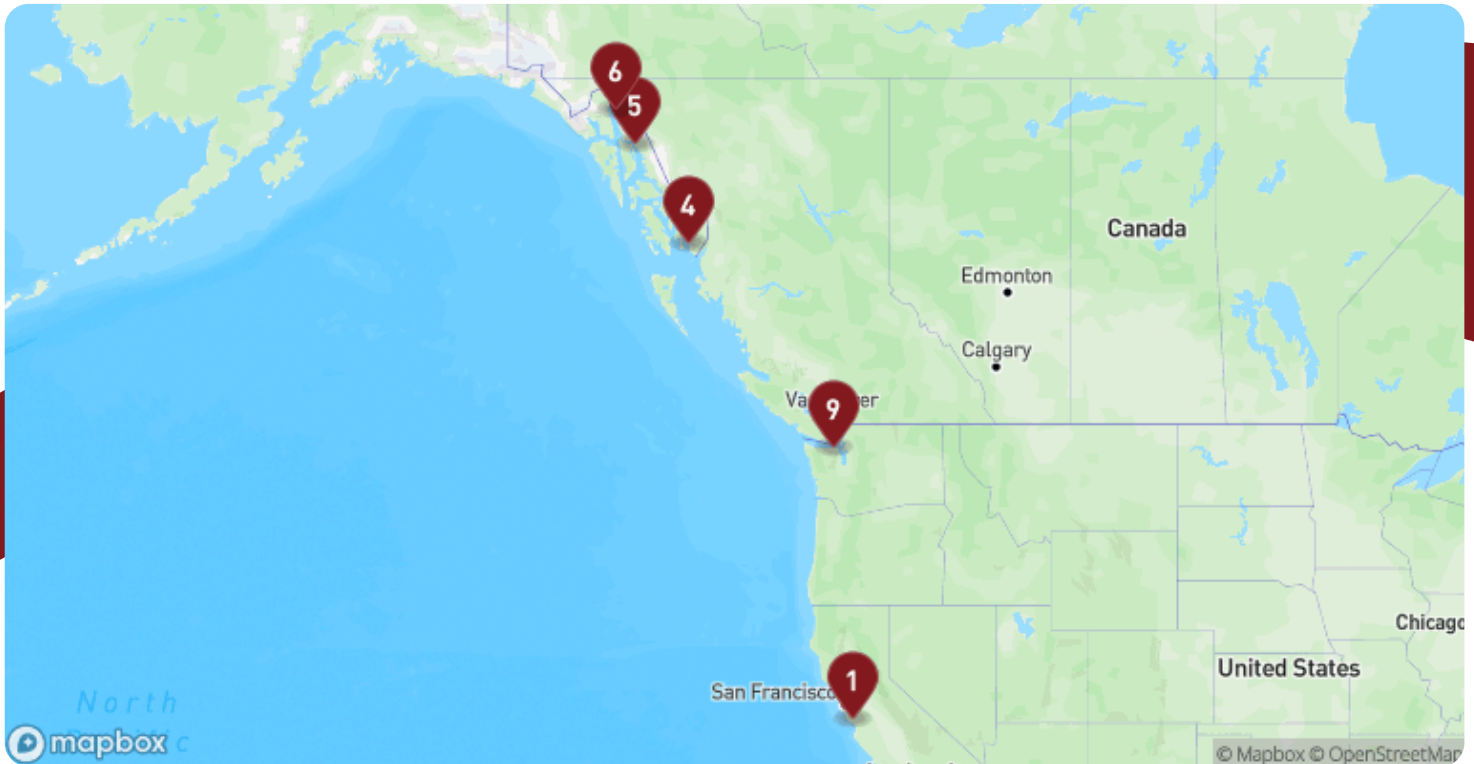 6
5
4
Canada
Edmonton
Calgary
9
1
San Francisco
United States
Chicago
North
mapbox
© Mapbox © OpenStreetMap